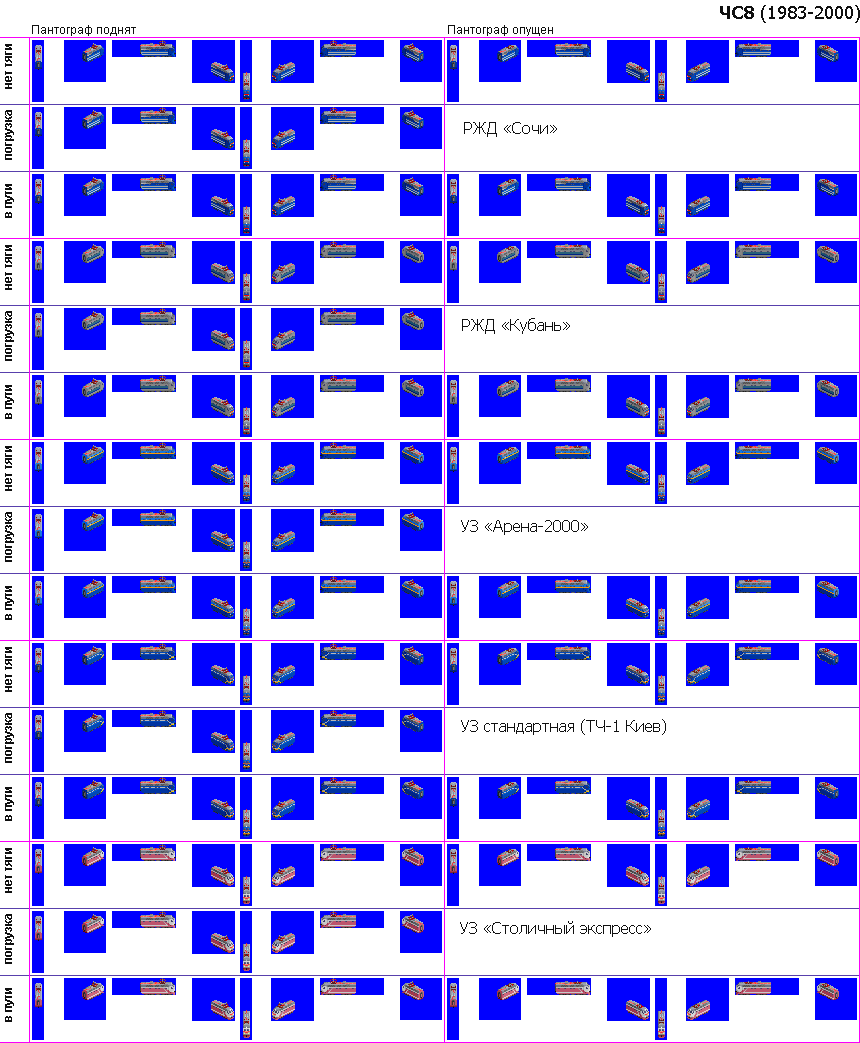 ЧС8 (1983-2000)
Пантограф поднят
Пантограф опущен
нет тяги
погрузка
РЖД «Сочи»
в пути
нет тяги
погрузка
РЖД «Кубань»
в пути
нет тяги
погрузка
УЗ «Арена-2000»
в пути
нет тяги
погрузка
УЗ стандартная (ТЧ-1 Киев)
в пути
нет тяги
погрузка
УЗ «Столичный экспресс»
в пути